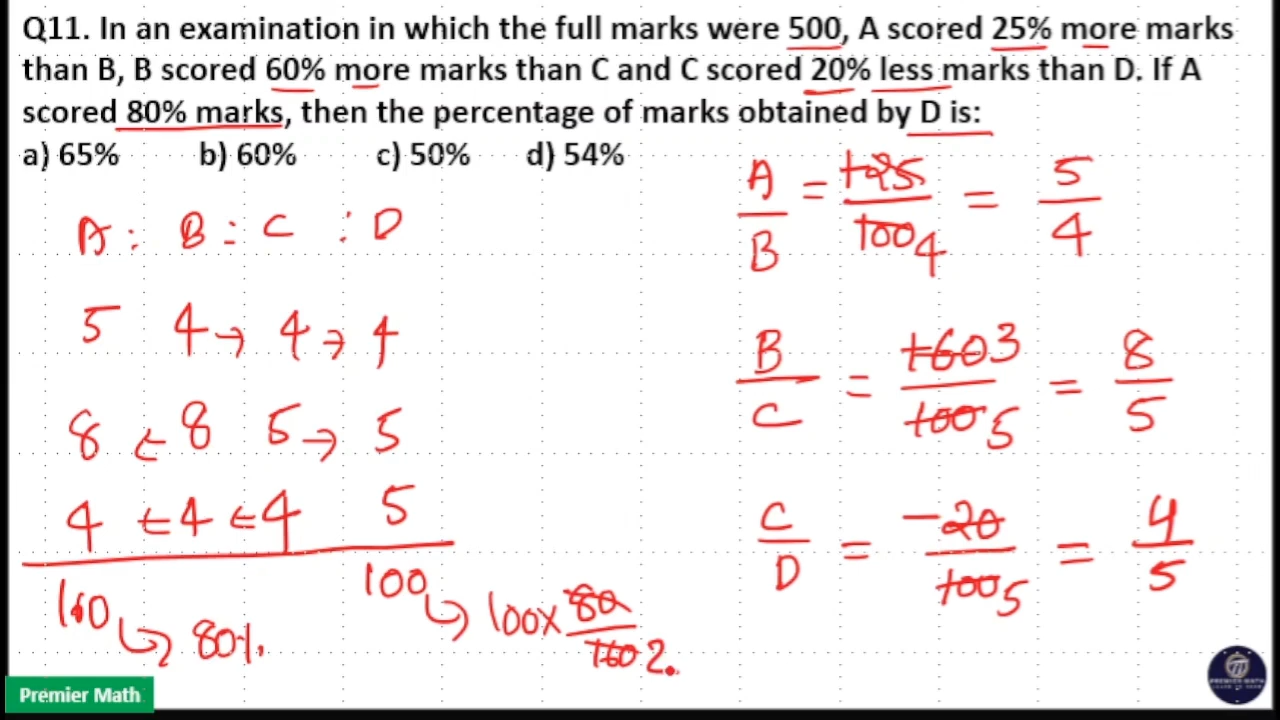 Q11. In an examination in which the full marks were 500, A scored 25% more marks
than B, B scored 60% more marks than C and C scored 20% less marks than D. If A
scored 80% marks, then the percentage of marks obtained by D is:
a) 65% b) 60% c) 50% d) 54%
A : B : C : D
5 4 → 4 → 4
8 ← 8 5 → 5
4 ← 4 ← 4 5
160 → 80% 100 → 100 × 80/160 2.
A/B = +25/100 4 = 5/4
B/C = +60 3/100 5 = 8/5
C/D = -20/100 5 = 4/5
Premier Math
PREMIER MATH